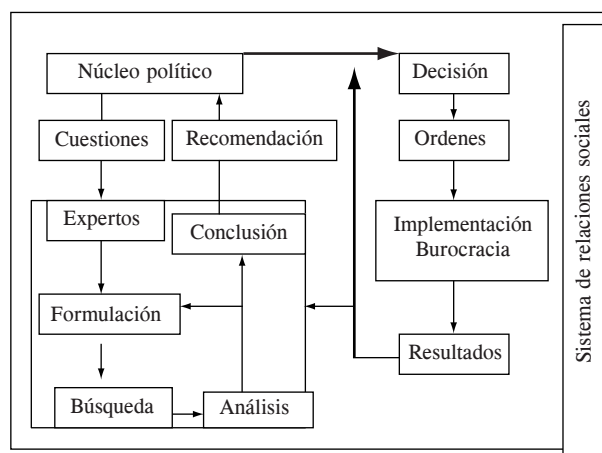 Núcleo político
Decisión
Cuestiones
Recomendación
Ordenes
Expertos
Conclusión
Implementación
Burocracia
Formulación
Resultados
Búsqueda
Análisis
Sistema de relaciones sociales